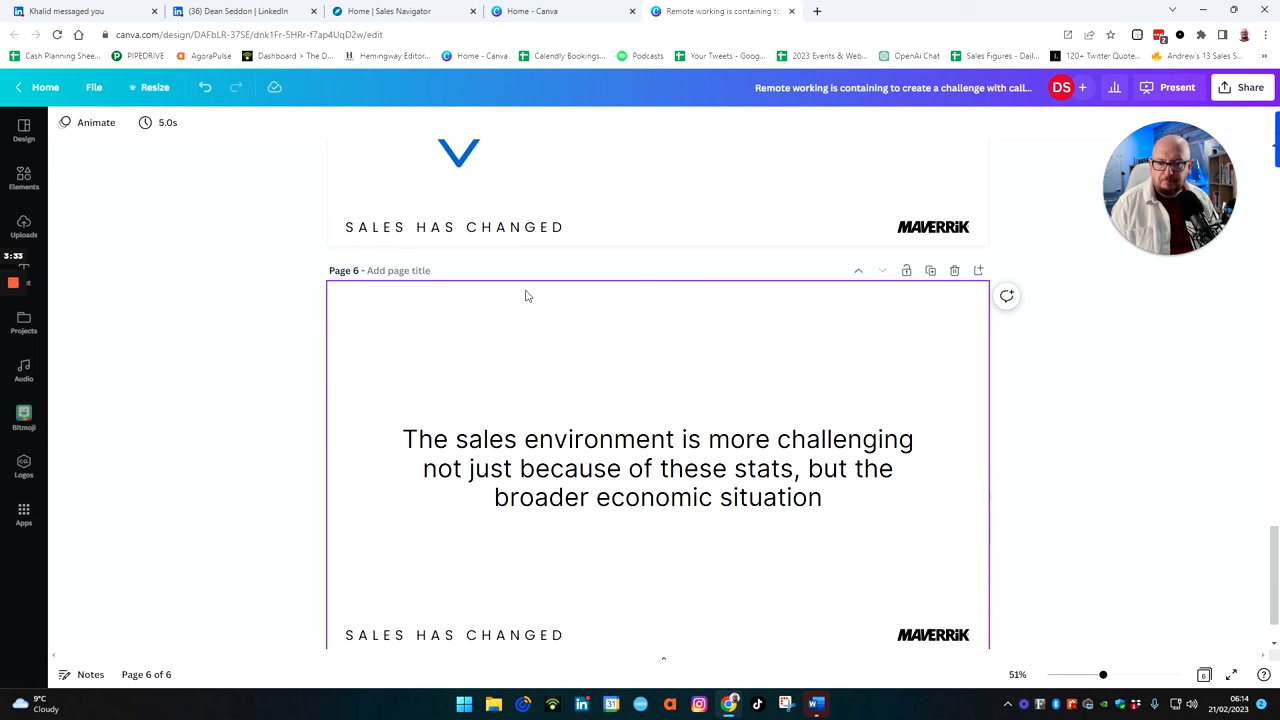 Khalid messaged you
(36) Dean Seddon | LinkedIn
Home | Sales Navigator
Home - Canva
Remote working is containing to
canva.com/design/DAFbLR-37SE/dnk1Fr-5HRr-f7ap4UqD2w/edit
Cash Planning Shee...
PIPEDRIVE
AgoraPulse
Dashboard > The D...
Hemingway Editor...
Home - Canva
Calendly Bookings...
Podcasts
Your Tweets - Goog...
2023 Events & Web...
OpenAi Chat
Sales Figures - Dail...
120+ Twitter Quote...
Andrew's 13 Sales S...
Home
File
Resize
Remote working is containing to create a challenge with call...
DS
Present
Share
Design
Animate
5.0s
Elements
Uploads
3:33
Projects
Audio
Bitmoji
Logos
Apps
SALES HAS CHANGED
MAVERRiK
Page 6 - Add page title
The sales environment is more challenging
not just because of these stats, but the
broader economic situation
SALES HAS CHANGED
MAVERRiK
Notes
Page 6 of 6
51%
6
9°C
Cloudy
06:14
21/02/2023